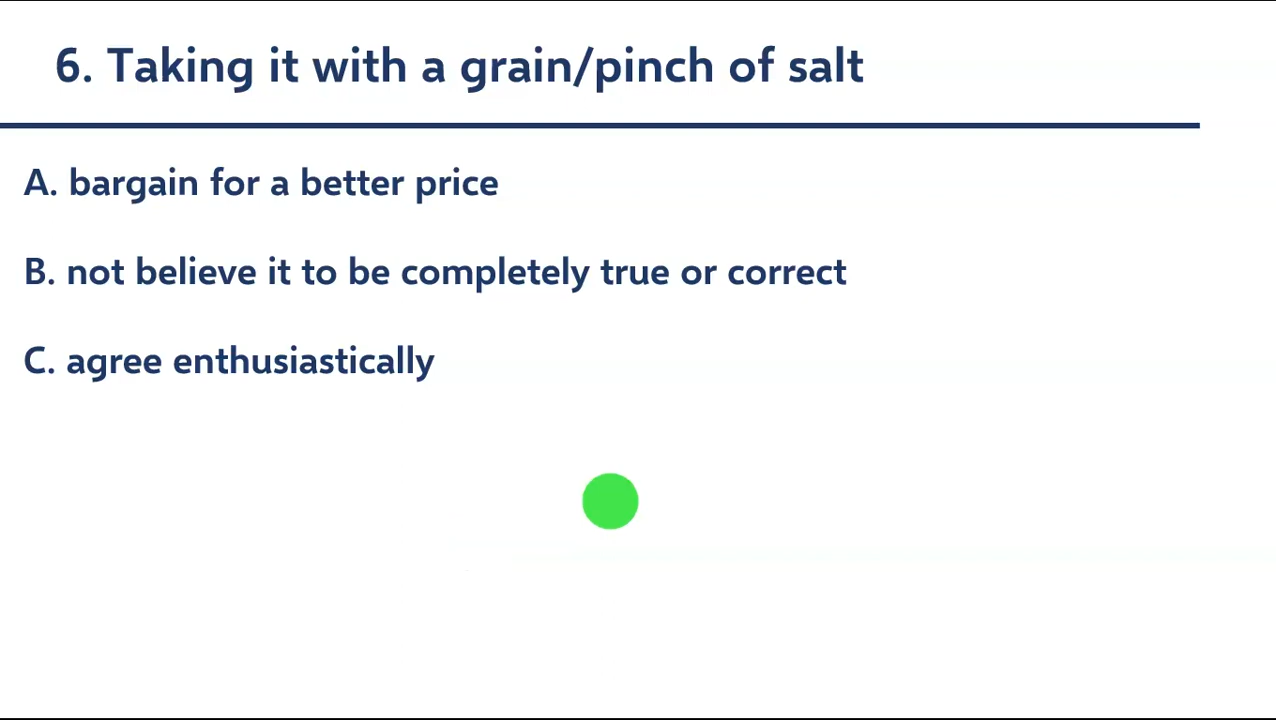 6. Taking it with a grain/pinch of salt
A. bargain for a better price
B. not believe it to be completely true or correct
C. agree enthusiastically